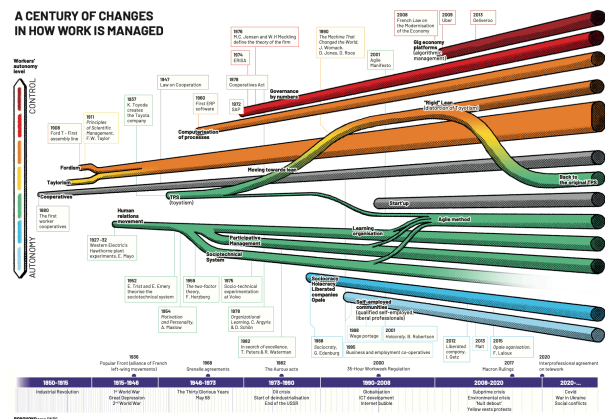 A CENTURY OF CHANGES
IN HOW WORK IS MANAGED
Workers'
autonomy
level
CONTROL
AUTONOMY
1908
Ford T - First
assembly line
1911
Principles
of Scientific
Management,
F.W. Taylor
1937
K. Toyoda
creates
the Toyota
company
1947
Law on Cooperation
1960
First ERP
software
1972
SAP
1976
M.C. Jensen and W.H Meckling
define the theory of the firm
1974
ERISA
1978
Cooperatives Act
1990
The Machine That
Changed the World,
J. Womack,
D. Jones, D. Roos
2001
Agile
Manifesto
2008
French Law on
the Modernisation
of the Economy
2009
Uber
2013
Deliveroo
Gig economy
platforms
(algorithmic
management)
Governance
by numbers
Computerisation
of processes
"Rigid" Lean
(distortion of Toyotism)
Fordism
Taylorism
Cooperatives
Moving towards lean
TPS
(toyotism)
Back to
the original TPS
Start'up
Human
relations
movement
Participative
Management
Sociotechnical
System
Learning
organisation
Agile method
Sociocracy
Holacracy
Liberated
companies
Opale
Self-employed
communities
(qualified self-employed,
liberal professionals)
1880
The first
worker
cooperatives
1927-32
Western Electric's
Hawthorne plant
experiments, E. Mayo
1952
E. Trist and E. Emery
theorise the
sociotechnical system
1954
Motivation
and Personality,
A. Maslow
1959
The two-factor
theory,
F. Herzberg
1975
Socio-technical
experimentation
at Volvo
1978
Organizational
Learning, C. Argyris
& D. Schön
1982
In search of excellence,
T. Peters & R. Waterman
1988
Sociocracy,
G. Edenburg
1988
Wage portage
1995
Business and employment co-operatives
2001
Holacracy, B. Robertson
2012
Liberated
company,
I. Getz
2013
Malt
2015
Opale organisation,
F. Laloux
1936
Popular Front (alliance of French
left-wing movements)
1968
Grenelle agreements
1982
The Auroux acts
2000
35-Hour Workweek Regulation
2017
Macron Rulings
2020
Interprofessional agreement
on telework
1850-1915
1915-1946
1946-1973
1973-1990
1990-2008
2008-2020
2020-...
Industrial Revolution
1st World War
Great Depression
2nd World War
The Thirty Glorious Years
May 68
Oil crisis
Start of deindustrialisation
End of the USSR
Globalisation
ICT development
Internet bubble
Subprime crisis
Environmental crisis
"Nuit debout"
Yellow vests protests
Covid
War in Ukraine
Social conflicts